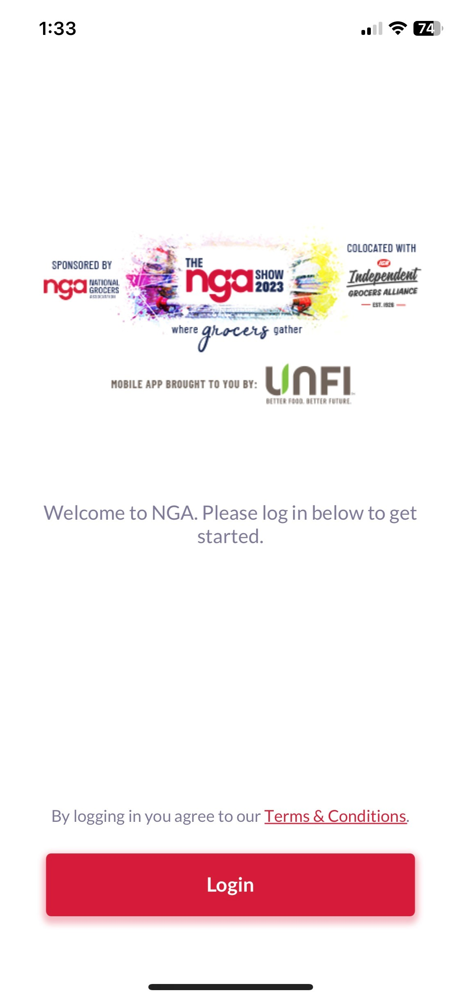 1:33
74
SPONSORED BY
nga NATIONAL
GROCERS
ASSOCIATION
THE
nga SHOW
2023
where grocers gather
COLOCATED WITH
IGA
Independent
GROCERS ALLIANCE
EST. 1926
MOBILE APP BROUGHT TO YOU BY:
UNFI
BETTER FOOD. BETTER FUTURE.
Welcome to NGA. Please log in below to get
started.
By logging in you agree to our Terms & Conditions.
Login